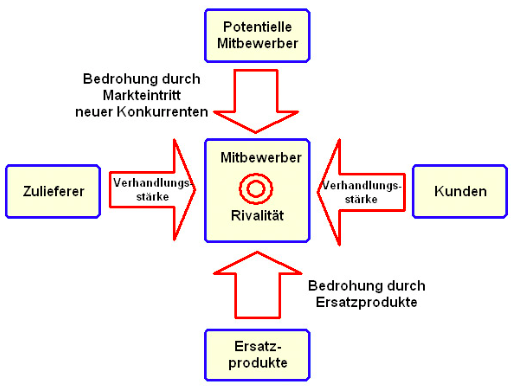 Potentielle
Mitbewerber
Bedrohung durch
Markteintritt
neuer Konkurrenten
Mitbewerber
Rivalität
Zulieferer
Verhandlungs-
stärke
Verhandlungs-
stärke
Kunden
Bedrohung durch
Ersatzprodukte
Ersatz-
produkte